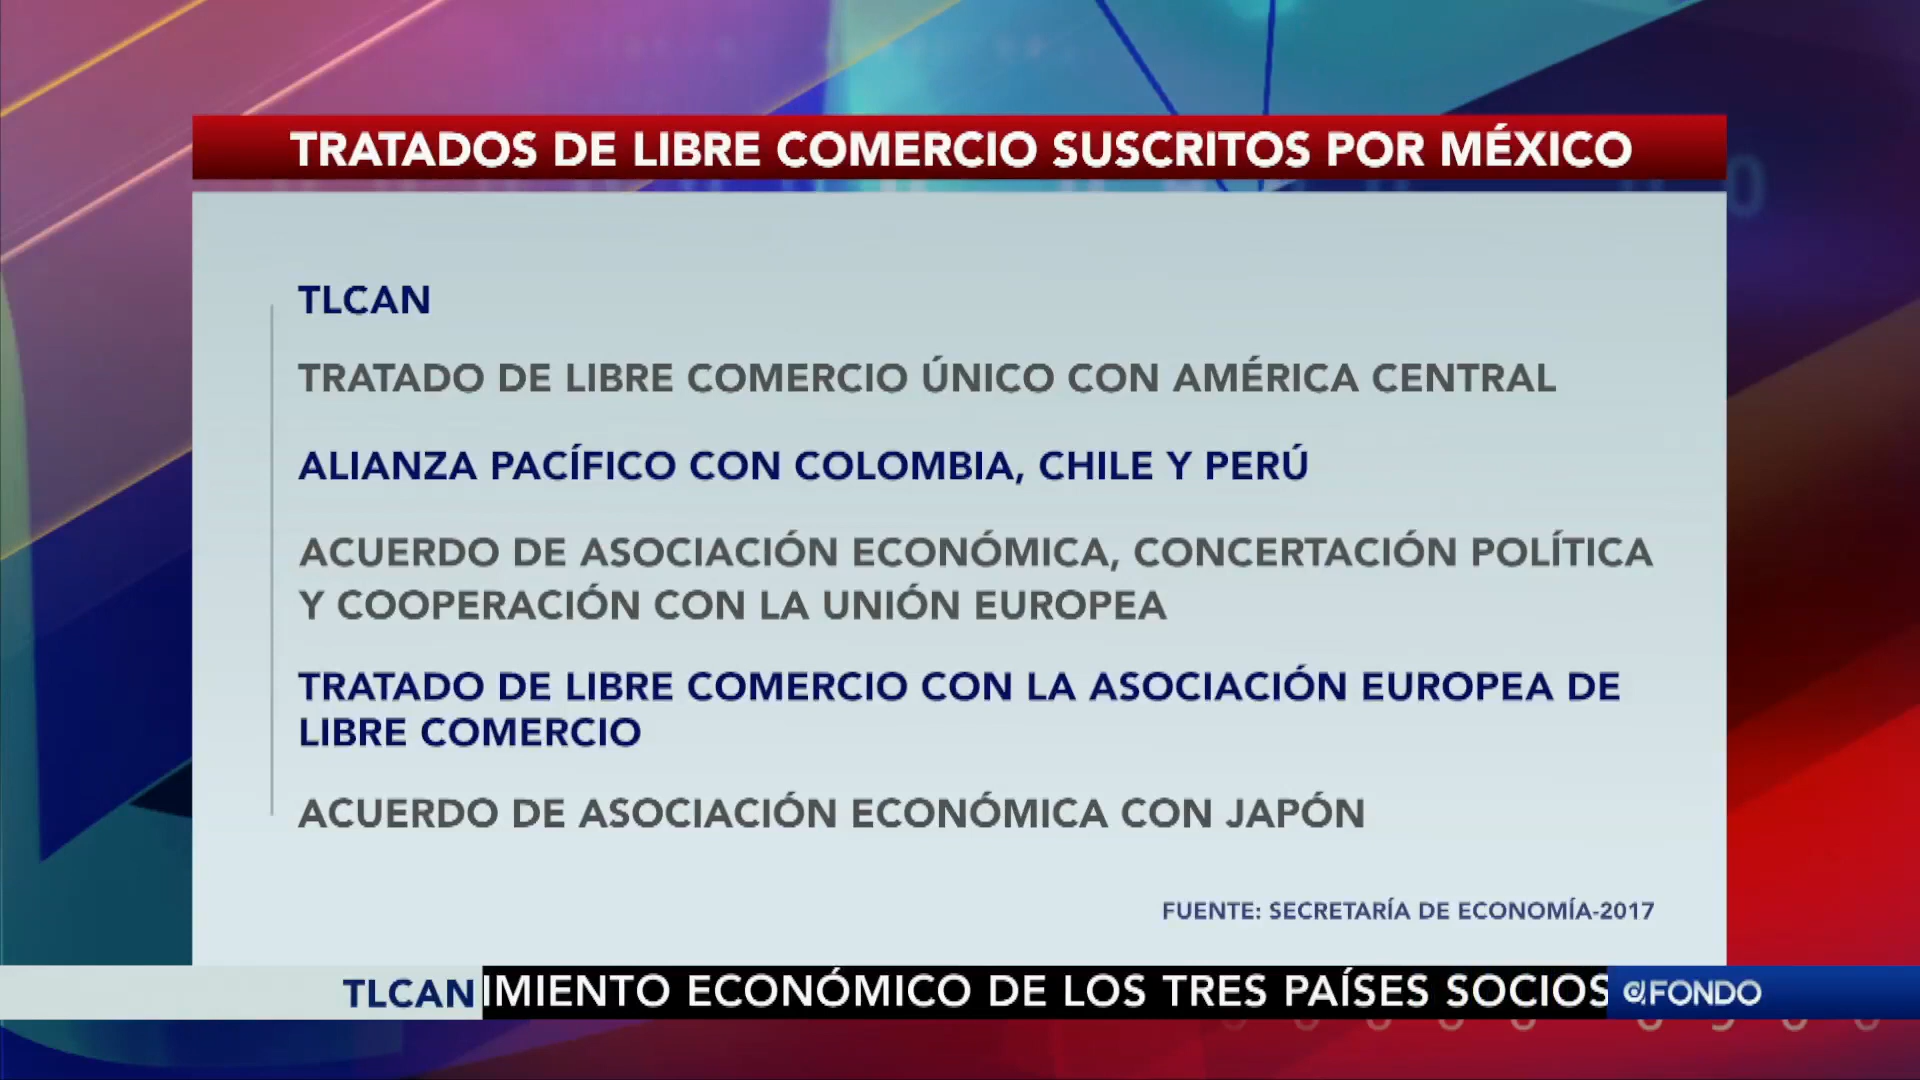 TRATADOS DE LIBRE COMERCIO SUSCRITOS POR MÉXICO
TLCAN
TRATADO DE LIBRE COMERCIO ÚNICO CON AMÉRICA CENTRAL
ALIANZA PACÍFICO CON COLOMBIA, CHILE Y PERÚ
ACUERDO DE ASOCIACIÓN ECONÓMICA, CONCERTACIÓN POLÍTICA
Y COOPERACIÓN CON LA UNIÓN EUROPEA
TRATADO DE LIBRE COMERCIO CON LA ASOCIACIÓN EUROPEA DE
LIBRE COMERCIO
ACUERDO DE ASOCIACIÓN ECONÓMICA CON JAPÓN
FUENTE: SECRETARÍA DE ECONOMÍA-2017
TLCAN IMIENTO ECONÓMICO DE LOS TRES PAÍSES SOCIOS FONDO